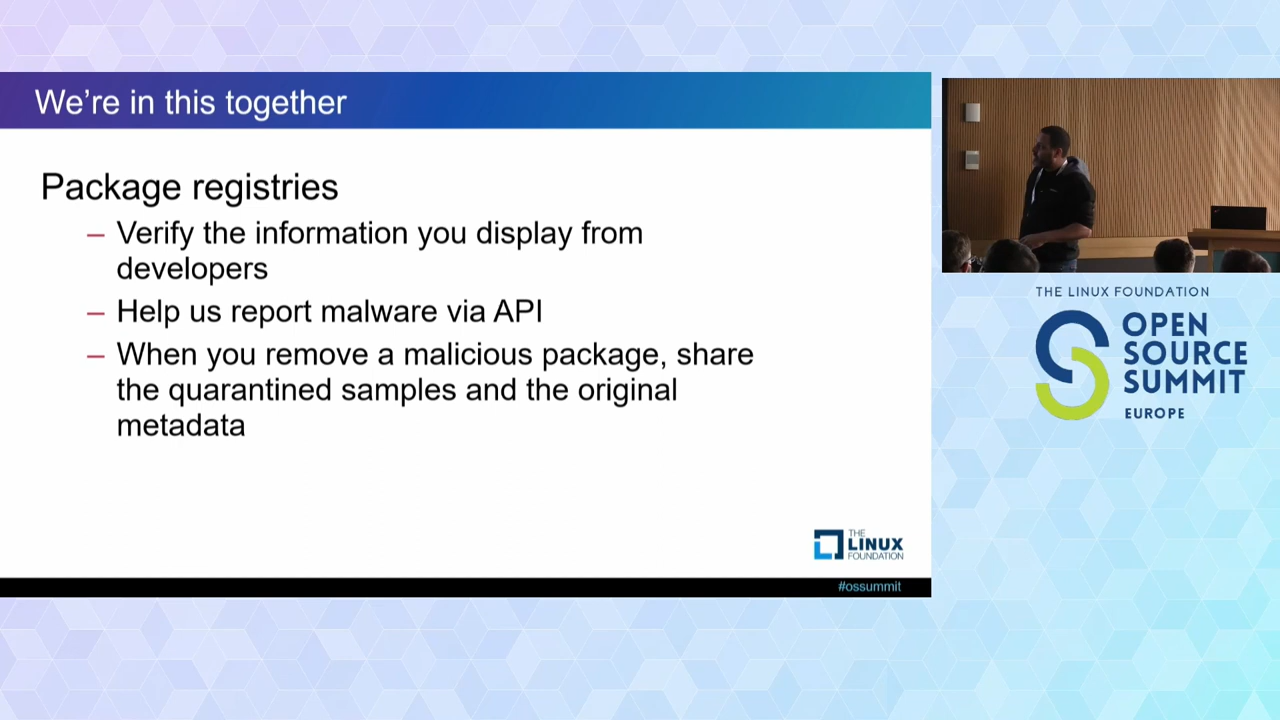 We’re in this together
Package registries
– Verify the information you display from
developers
– Help us report malware via API
– When you remove a malicious package, share
the quarantined samples and the original
metadata
THE
LINUX
FOUNDATION
#ossummit
THE LINUX FOUNDATION
OPEN
SOURCE
SUMMIT
EUROPE